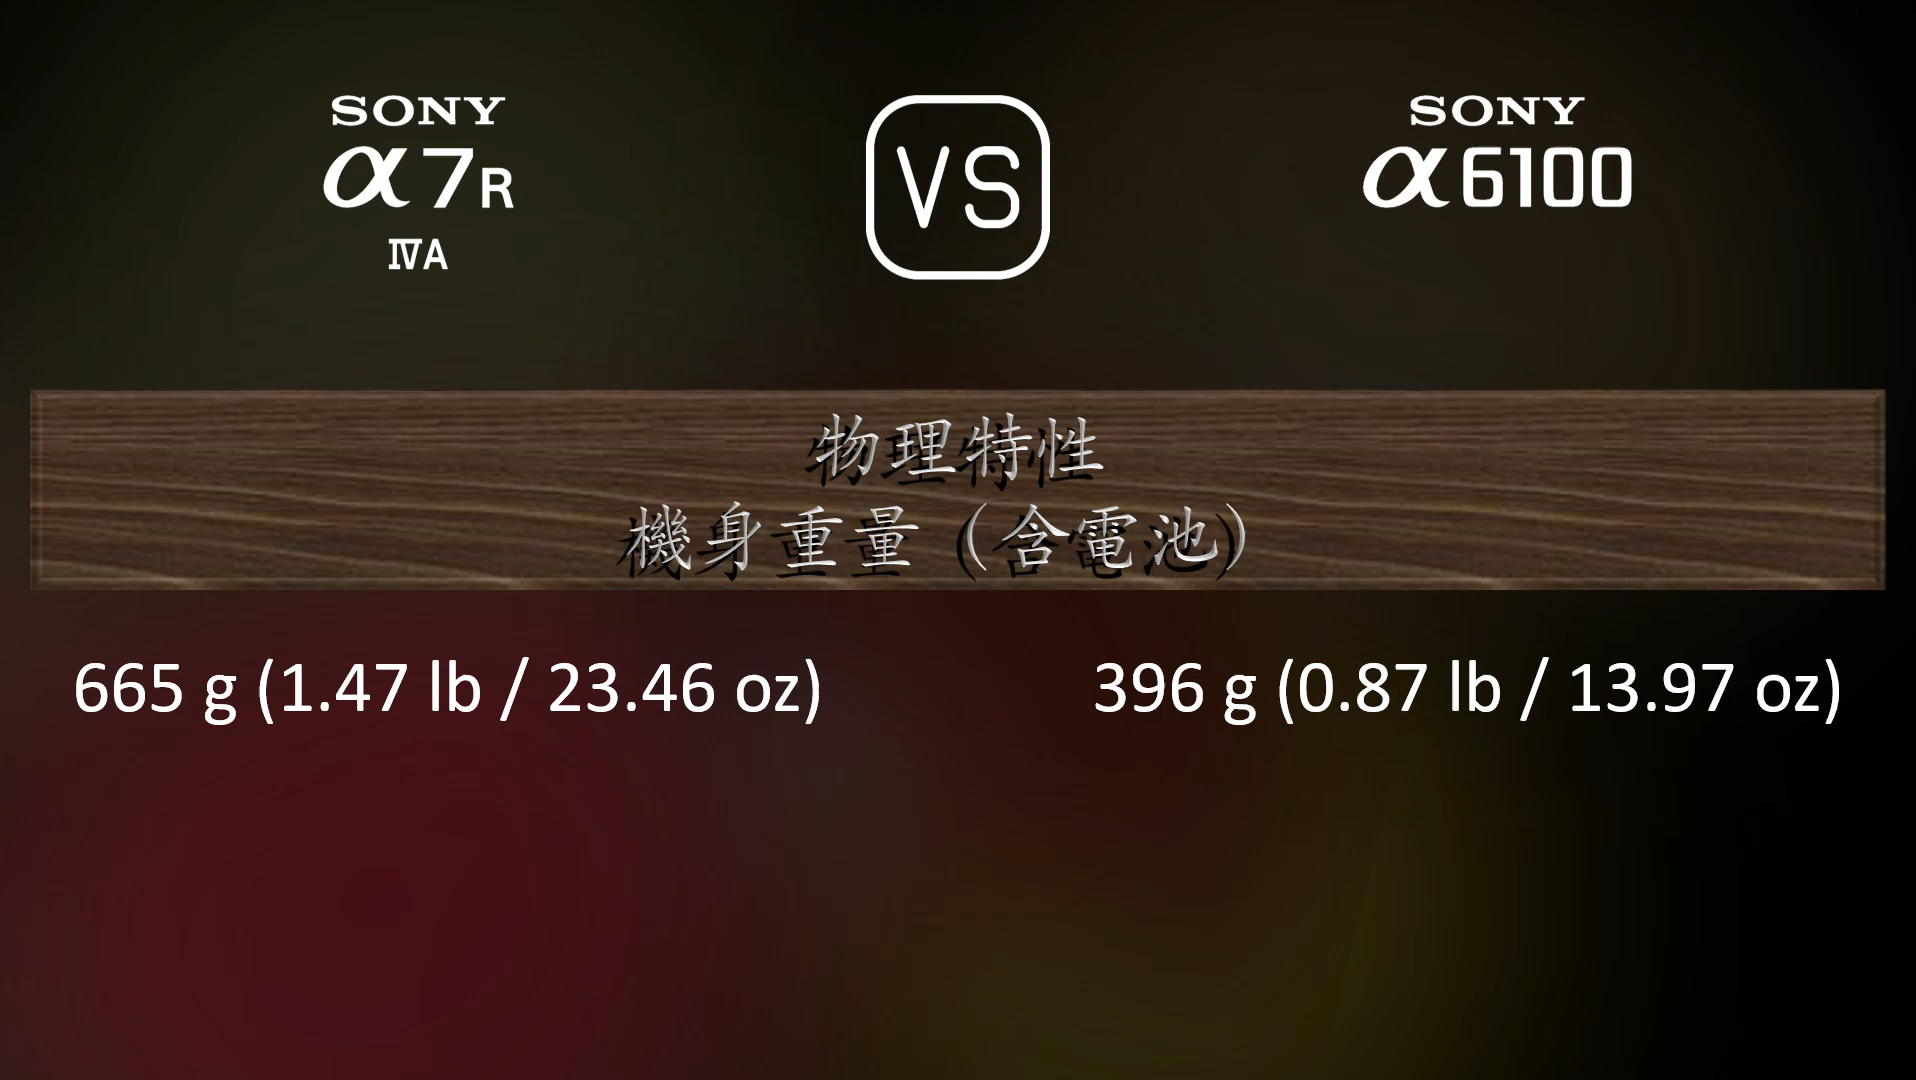 SONY
α7R
IVA
VS
SONY
α6100
物理特性
機身重量（含電池）
665 g (1.47 lb / 23.46 oz)
396 g (0.87 lb / 13.97 oz)